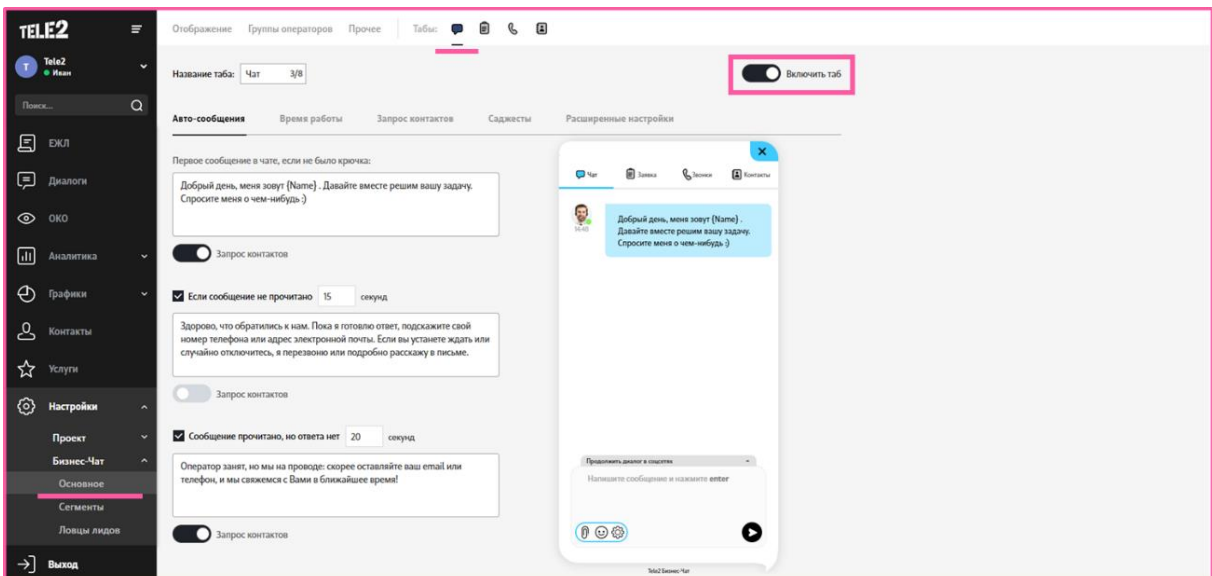 TELE2
Отображение Группы операторов Прочее Табы:
T Tele2
Иван
Название таба: Чат 3/8
Включить таб
Поиск...
Авто-сообщения Время работы Запрос контактов Саджесты Расширенные настройки
ЕЖЛ
Диалоги
ОКО
Аналитика
Графики
Контакты
Услуги
Настройки
Проект
Бизнес-Чат
Основное
Сегменты
Ловцы лидов
Выход
Первое сообщение в чате, если не было крючка:
Добрый день, меня зовут {Name} . Давайте вместе решим вашу задачу.
Спросите меня о чем-нибудь :)
Запрос контактов
Если сообщение не прочитано 15 секунд
Здорово, что обратились к нам. Пока я готовлю ответ, подскажите свой
номер телефона или адрес электронной почты. Если вы устанете ждать или
случайно отключитесь, я перезвоню или подробно расскажу в письме.
Запрос контактов
Сообщение прочитано, но ответа нет 20 секунд
Оператор занят, но мы на проводе: скорее оставляйте ваш email или
телефон, и мы свяжемся с Вами в ближайшее время!
Запрос контактов
Чат Заявка Звонки Контакты
Добрый день, меня зовут {Name} .
Давайте вместе решим вашу задачу.
Спросите меня о чем-нибудь :)
Продолжить диалог в соцсетях
Напишите сообщение и нажмите enter
Tele2 Бизнес-Чат